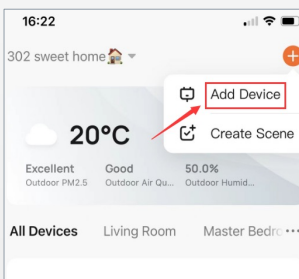 16:22
302 sweet home
Add Device
Create Scene
20°C
Excellent Good 50.0%
Outdoor PM2.5 Outdoor Air Qu... Outdoor Humid...
All Devices Living Room Master Bedro